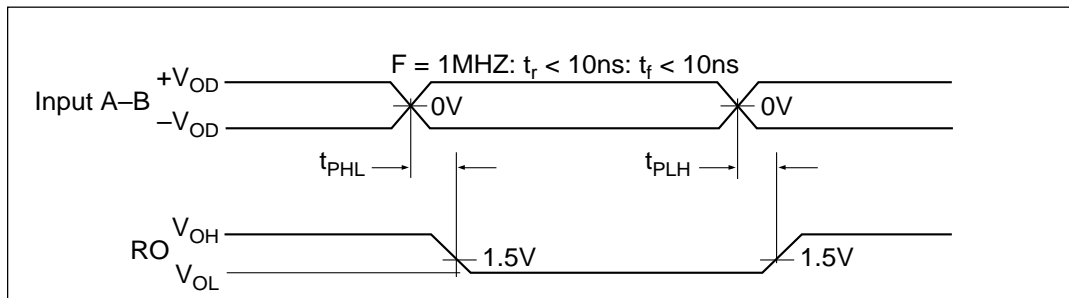 F = 1MHZ: tr < 10ns: tf < 10ns
+VOD
Input A–B
0V
0V
–VOD
tPHL
tPLH
VOH
RO
1.5V
1.5V
VOL